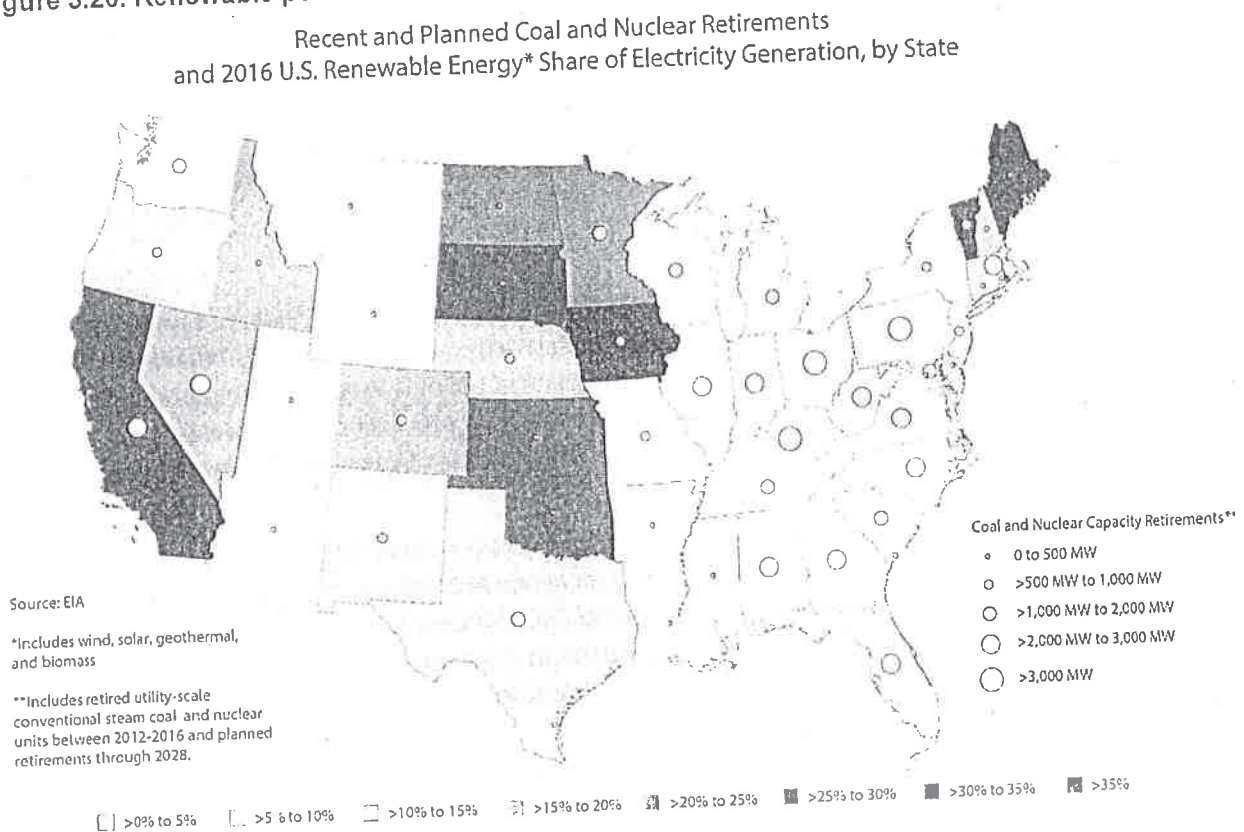 Recent and Planned Coal and Nuclear Retirements
and 2016 U.S. Renewable Energy* Share of Electricity Generation, by State
Coal and Nuclear Capacity Retirements**
0 to 500 MW
>500 MW to 1,000 MW
>1,000 MW to 2,000 MW
>2,000 MW to 3,000 MW
>3,000 MW
Source: EIA
*Includes wind, solar, geothermal,
and biomass
**Includes retired utility-scale
conventional steam coal and nuclear
units between 2012-2016 and planned
retirements through 2028.
>0% to 5%
>5% to 10%
>10% to 15%
>15% to 20%
>20% to 25%
>25% to 30%
>30% to 35%
>35%